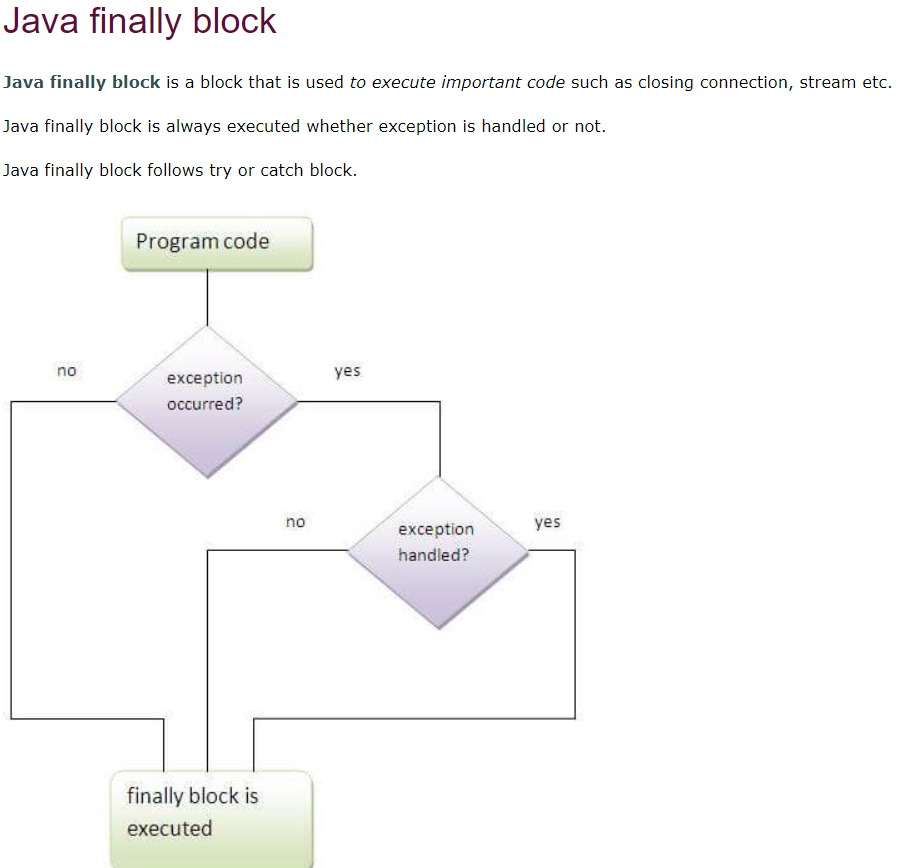 Java finally block
Java finally block is a block that is used to execute important code such as closing connection, stream etc.
Java finally block is always executed whether exception is handled or not.
Java finally block follows try or catch block.
Program code
no
yes
exception
occurred?
no
yes
exception
handled?
finally block is
executed